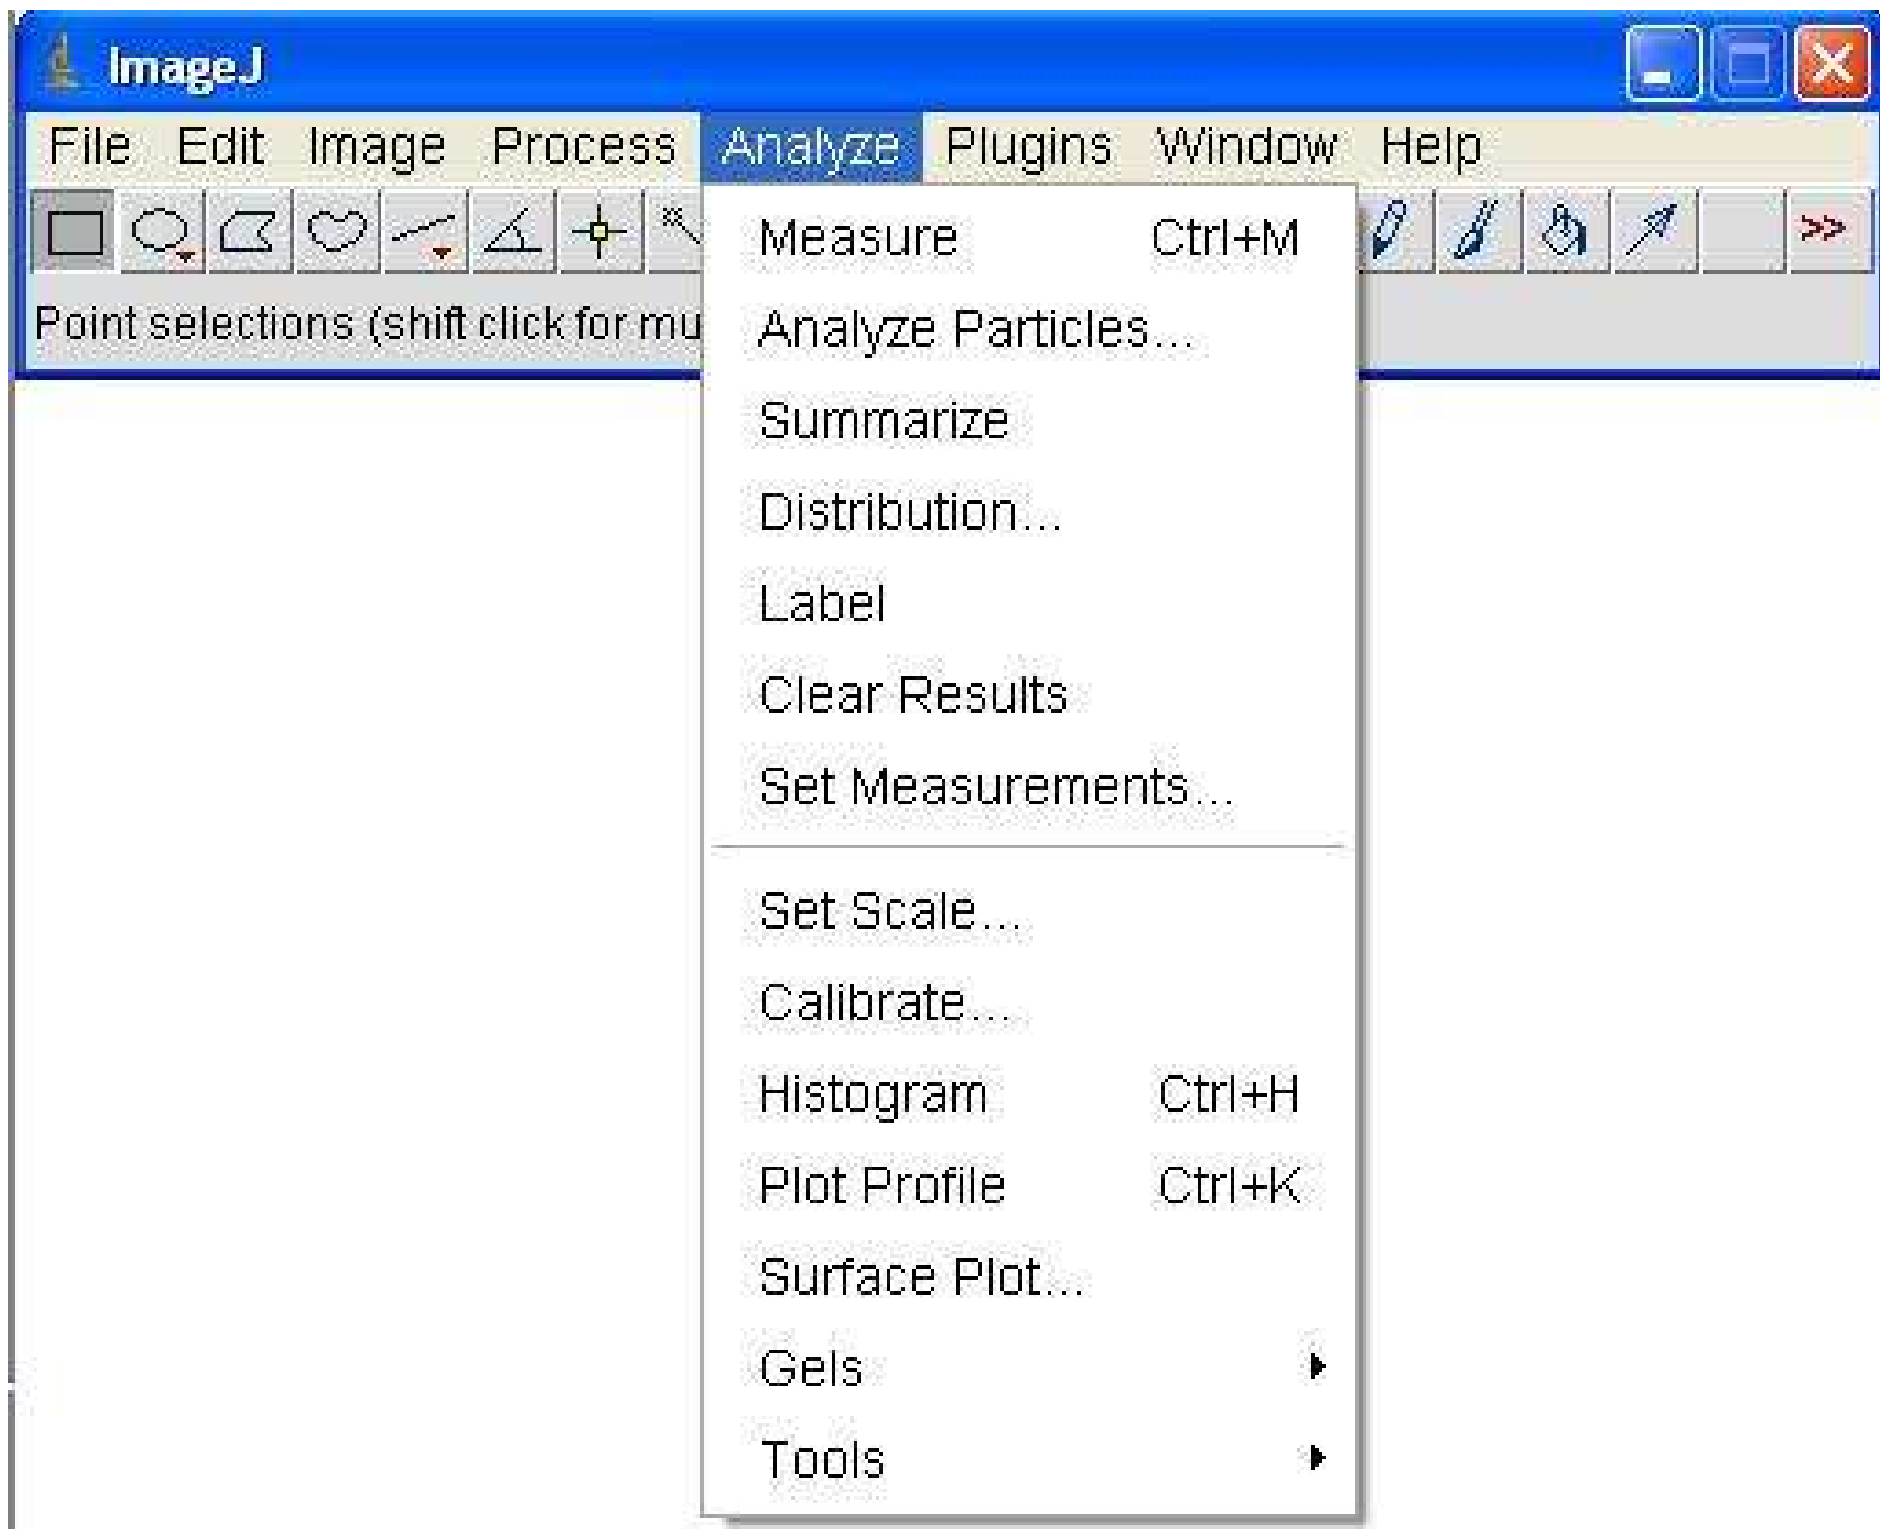 ImageJ
File Edit Image Process Analyze Plugins Window Help
>>
Point selections (shift click for mu
Measure Ctrl+M
Analyze Particles...
Summarize
Distribution...
Label
Clear Results
Set Measurements...
Set Scale...
Calibrate...
Histogram Ctrl+H
Plot Profile Ctrl+K
Surface Plot...
Gels
Tools